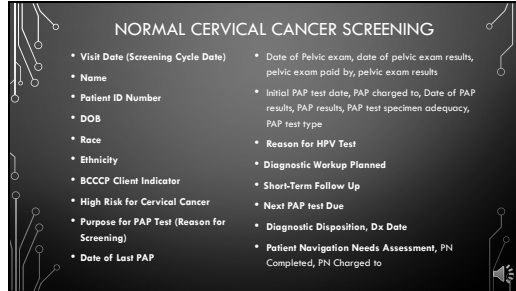 NORMAL CERVICAL CANCER SCREENING
• Visit Date (Screening Cycle Date)
• Name
• Patient ID Number
• DOB
• Race
• Ethnicity
• BCCCP Client Indicator
• High Risk for Cervical Cancer
• Purpose for PAP Test (Reason for
Screening)
• Date of Last PAP
• Date of Pelvic exam, date of pelvic exam results,
pelvic exam paid by, pelvic exam results
• Initial PAP test date, PAP charged to, Date of PAP
results, PAP results, PAP test specimen adequacy,
PAP test type
• Reason for HPV Test
• Diagnostic Workup Planned
• Short-Term Follow Up
• Next PAP test Due
• Diagnostic Disposition, Dx Date
• Patient Navigation Needs Assessment, PN
Completed, PN Charged to